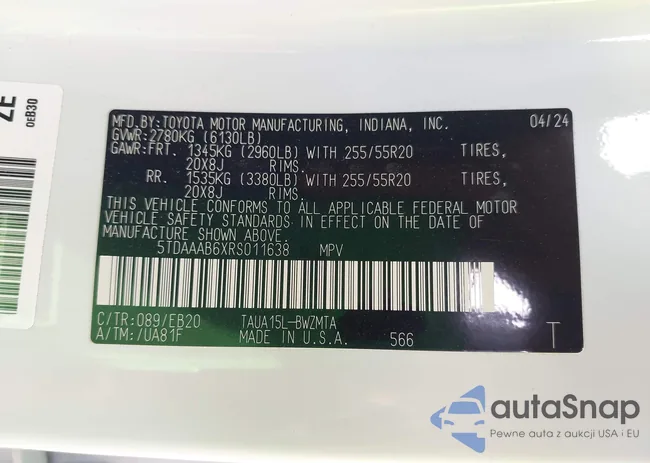 ZE
0EB30
MFD.BY:TOYOTA MOTOR MANUFACTURING, INDIANA, INC. 04/24
GVWR:2780KG (6130LB)
GAWR:FRT. 1345KG (2960LB) WITH 255/55R20 TIRES,
20X8J RIMS.
RR. 1535KG (3380LB) WITH 255/55R20 TIRES,
20X8J RIMS.
THIS VEHICLE CONFORMS TO ALL APPLICABLE FEDERAL MOTOR
VEHICLE SAFETY STANDARDS IN EFFECT ON THE DATE OF
MANUFACTURE SHOWN ABOVE.
5TDAAAB6XRS011638 MPV
C/TR:089/EB20 TAUA15L-BWZMTA
A/TM:/UA81F MADE IN U.S.A. 566 T
autaSnap
Pewne auta z aukcji USA i EU